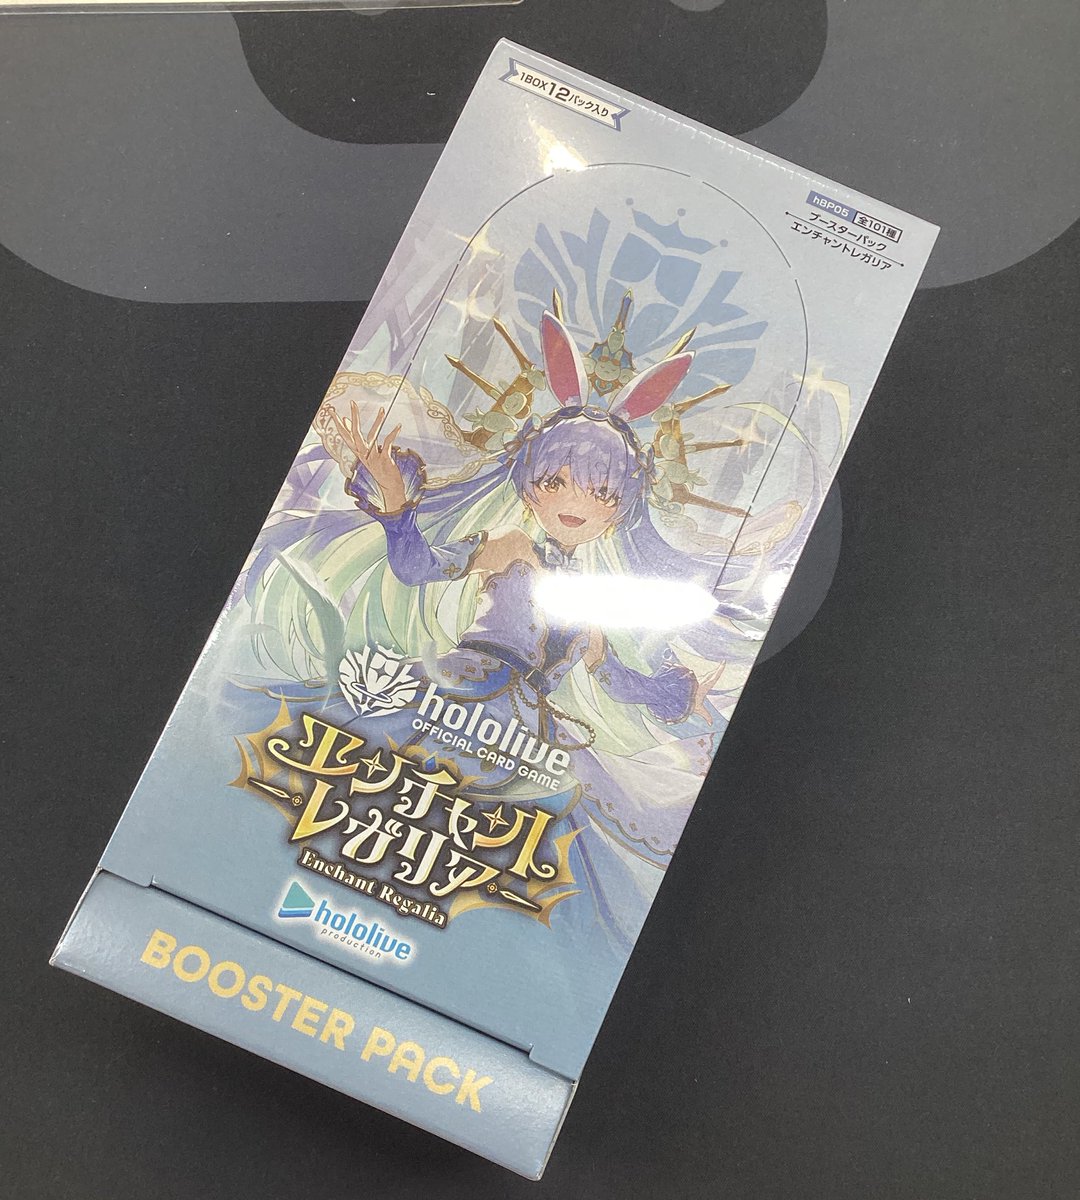 1BOX12パック入り
hBP05 全101種
ブースターパック
エンチャントレガリア
hololive
OFFICIAL CARD GAME
エンチャント
レガリア
Enchant Regalia
hololive
production
BOOSTER PACK